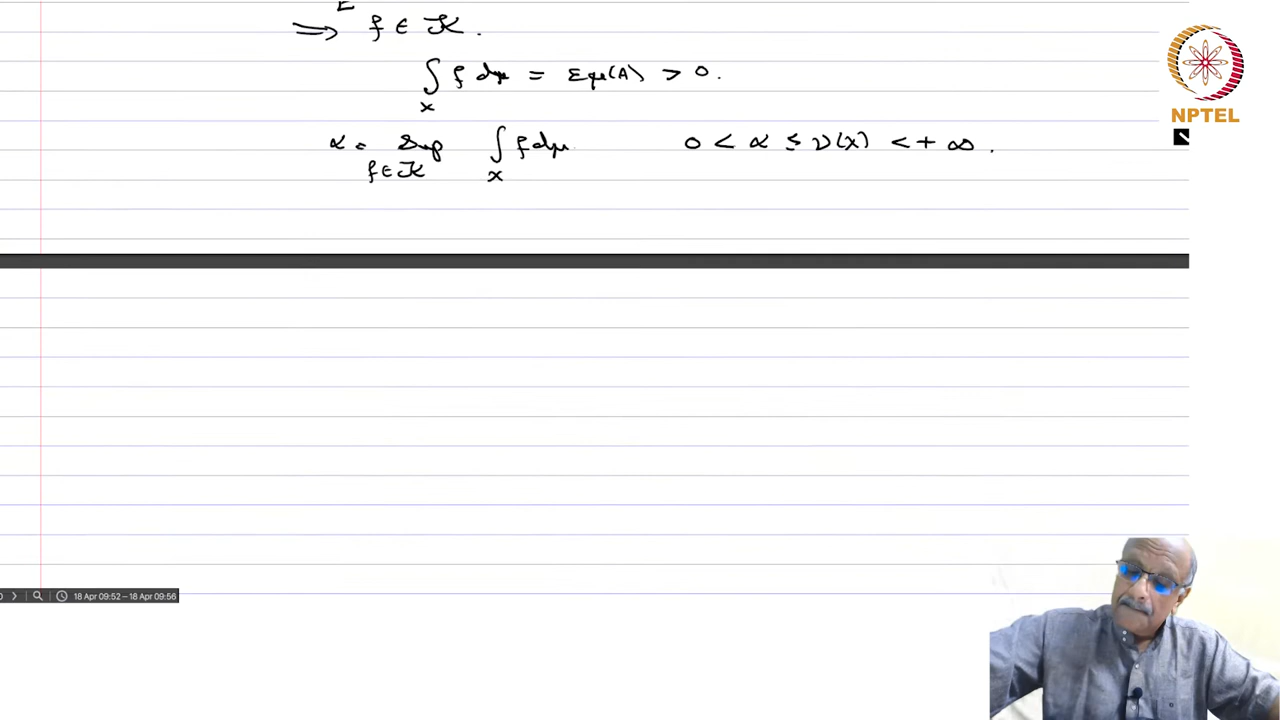 E
⟹ f ∈ 𝒦.
∫_X f dμ = εμ(A) > 0.
α = Sup_{f∈𝒦} ∫_X f dμ. 0 < α ≤ ν(X) < +∞.
NPTEL
18 Apr 09:52 – 18 Apr 09:56